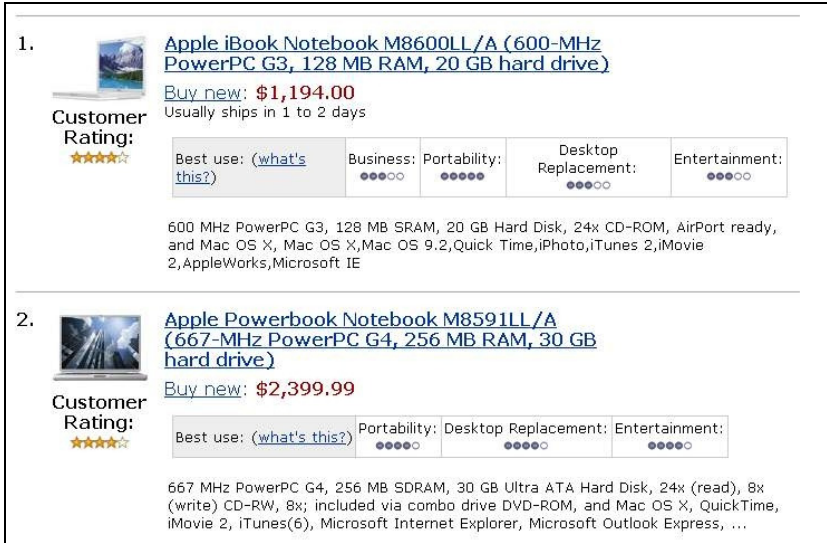 1.
Apple iBook Notebook M8600LL/A (600-MHz
PowerPC G3, 128 MB RAM, 20 GB hard drive)
Buy new: $1,194.00
Usually ships in 1 to 2 days
Customer
Rating:
Best use: (what's
this?)
Business:
Portability:
Desktop
Replacement:
Entertainment:
600 MHz PowerPC G3, 128 MB SRAM, 20 GB Hard Disk, 24x CD-ROM, AirPort ready,
and Mac OS X, Mac OS X,Mac OS 9.2,Quick Time,iPhoto,iTunes 2,iMovie
2,AppleWorks,Microsoft IE
2.
Apple Powerbook Notebook M8591LL/A
(667-MHz PowerPC G4, 256 MB RAM, 30 GB
hard drive)
Buy new: $2,399.99
Customer
Rating:
Best use: (what's this?)
Portability:
Desktop Replacement:
Entertainment:
667 MHz PowerPC G4, 256 MB SDRAM, 30 GB Ultra ATA Hard Disk, 24x (read), 8x
(write) CD-RW, 8x; included via combo drive DVD-ROM, and Mac OS X, QuickTime,
iMovie 2, iTunes(6), Microsoft Internet Explorer, Microsoft Outlook Express, ...